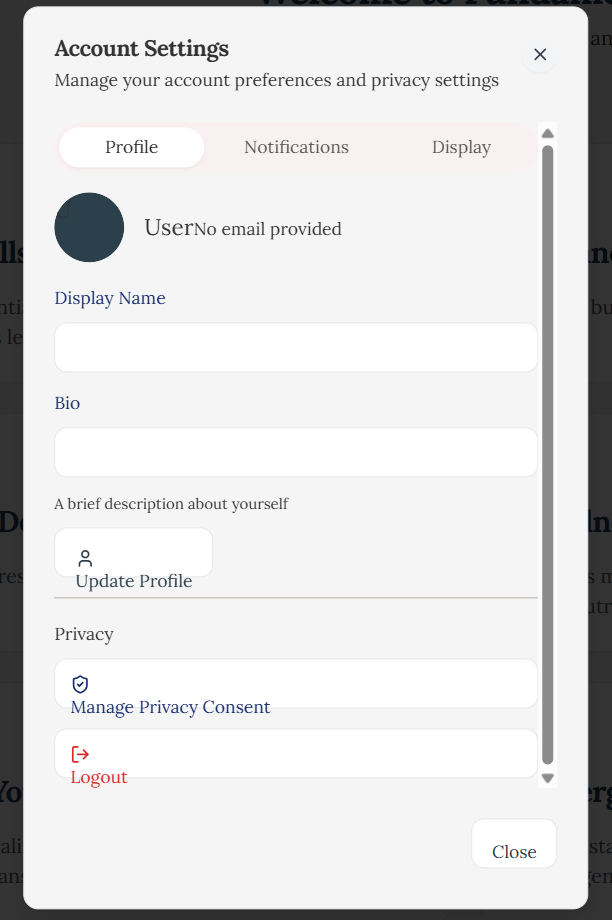 Account Settings
Manage your account preferences and privacy settings
Profile Notifications Display
UserNo email provided
Display Name
Bio
A brief description about yourself
Update Profile
Privacy
Manage Privacy Consent
Logout
Close